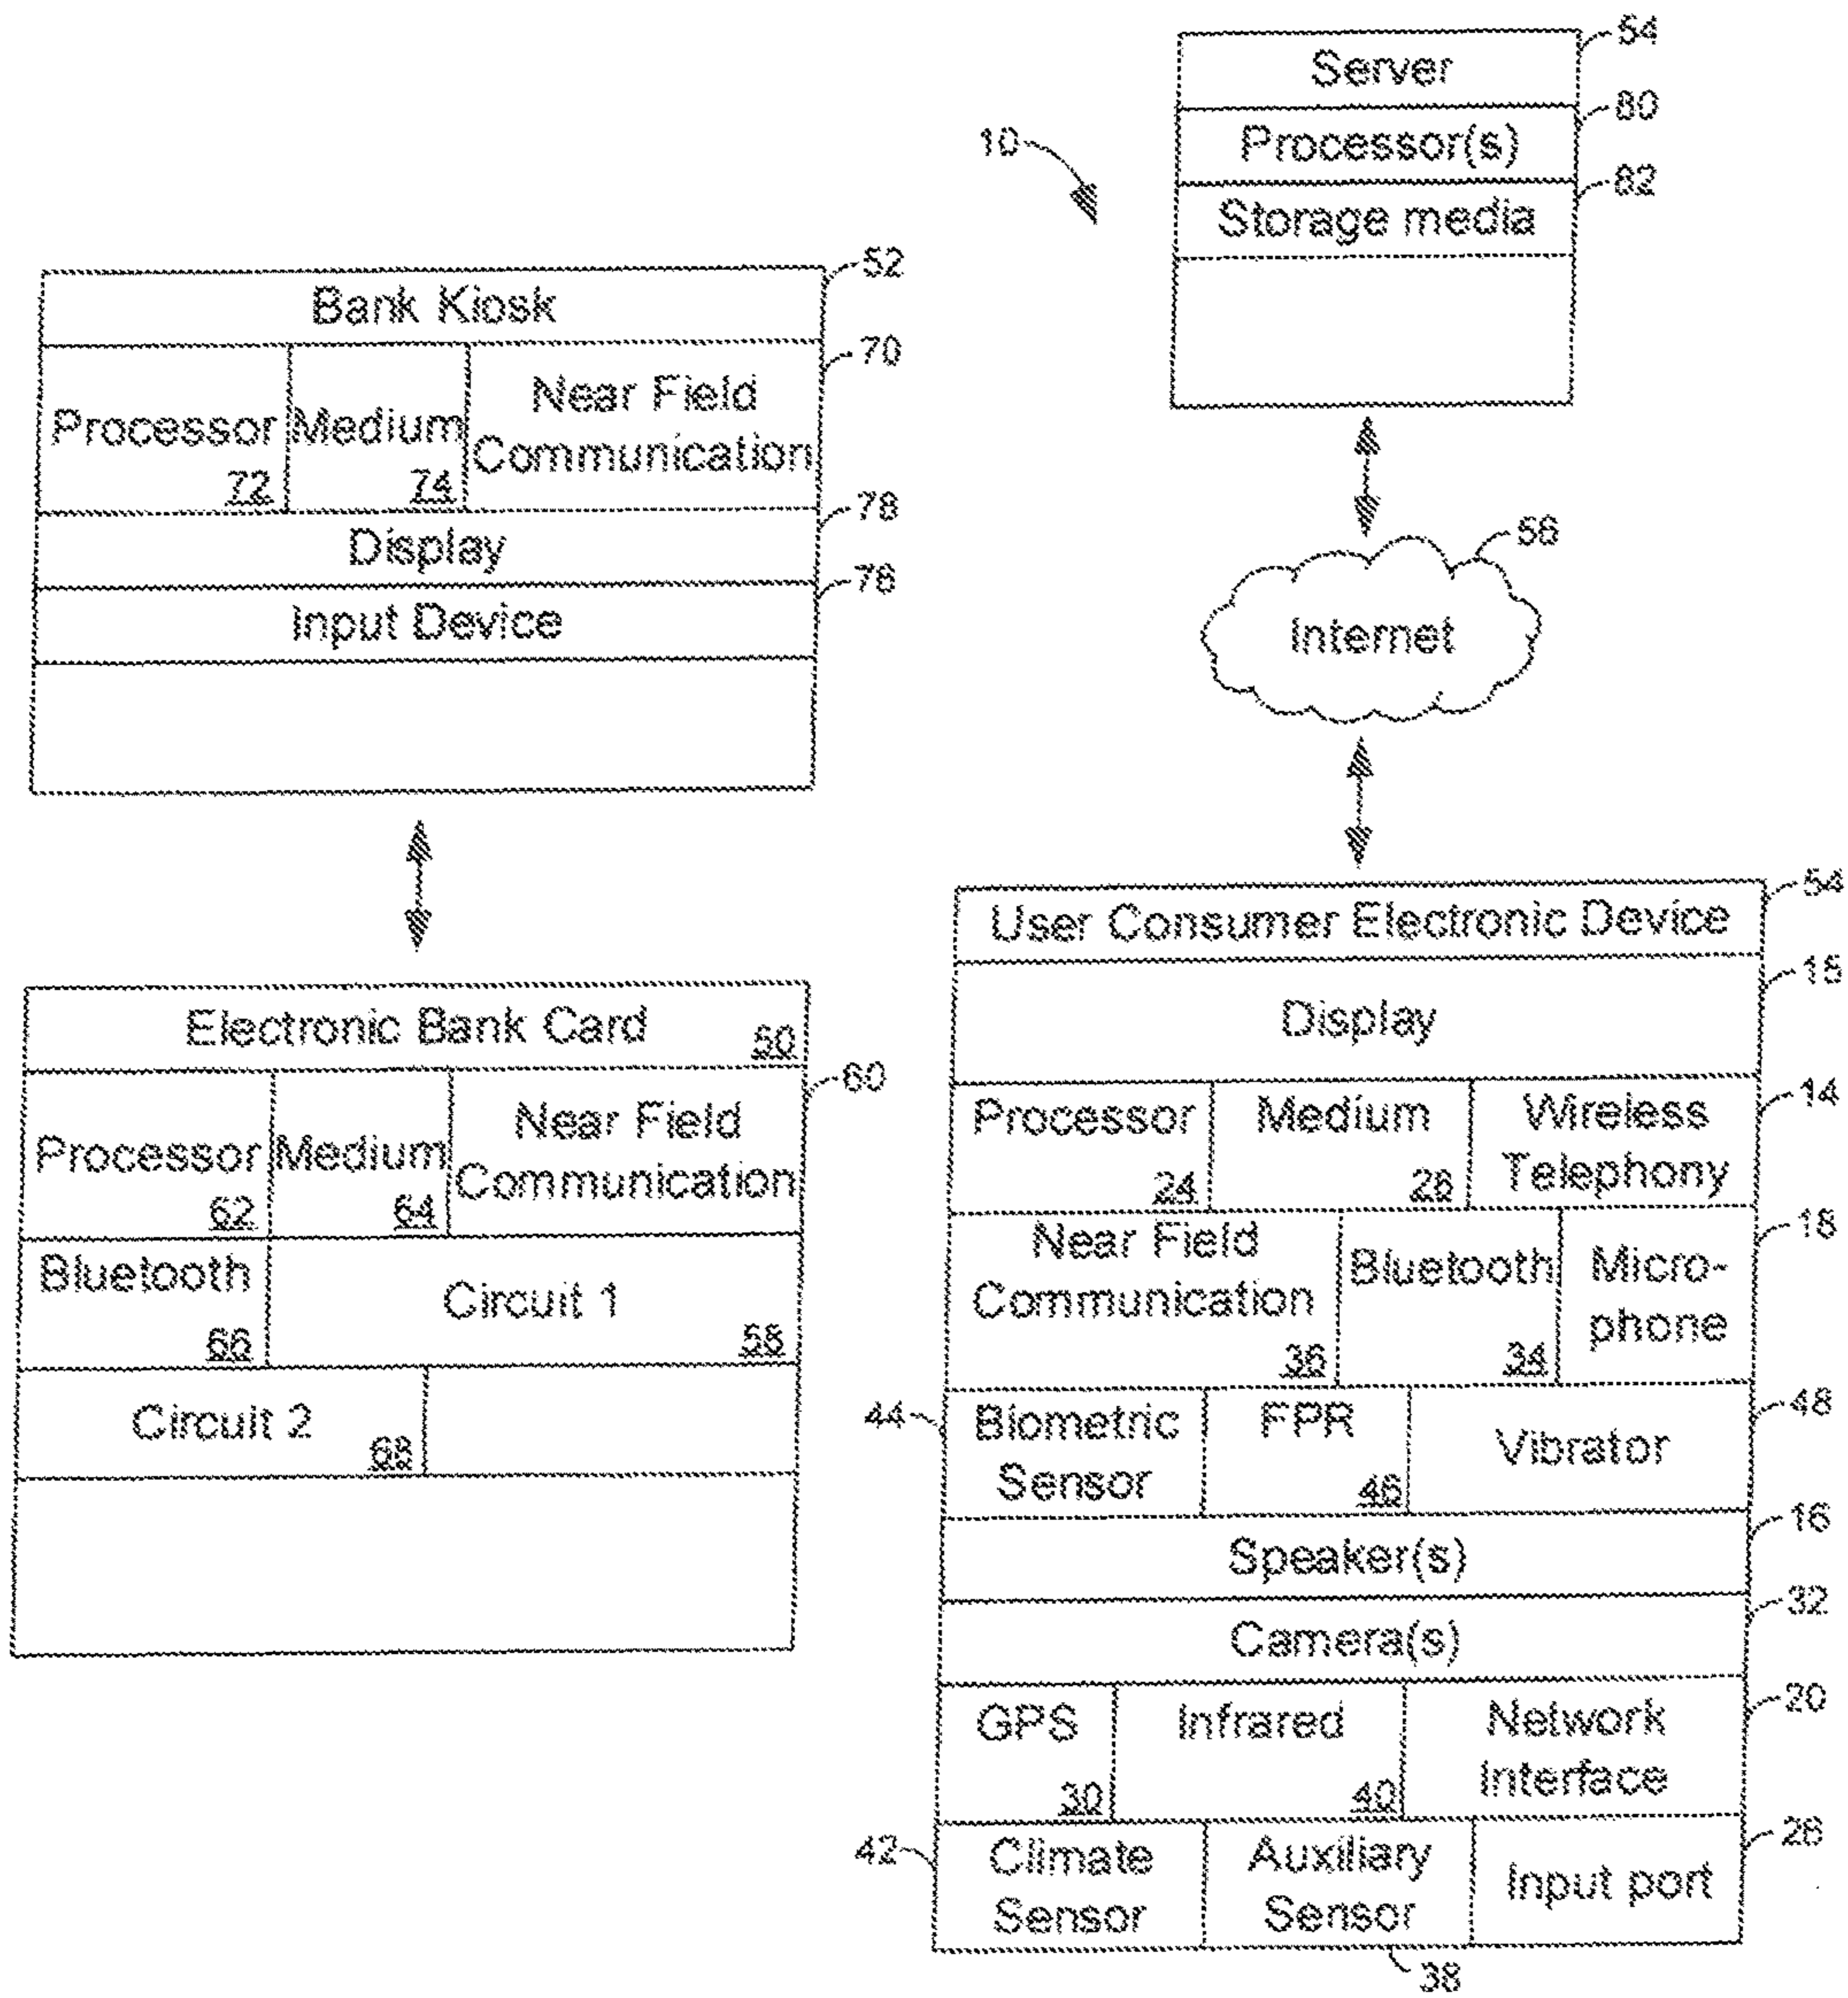 54
Server
80
Processor(s)
82
Storage media
10
52
Bank Kiosk
70
Near Field
Communication
Processor
72
Medium
74
78
Display
76
Input Device
56
Internet
54
User Consumer Electronic Device
15
Display
Electronic Bank Card
50
60
Processor
62
Medium
64
Near Field
Communication
Bluetooth
66
Circuit 1
58
Circuit 2
68
Processor
24
Medium
28
Wireless
Telephony
14
Near Field
Communication
36
Bluetooth
34
Micro-
phone
18
44
Biometric
Sensor
FPR
46
Vibrator
48
16
Speaker(s)
32
Camera(s)
GPS
30
Infrared
40
Network
Interface
20
42
Climate
Sensor
Auxiliary
Sensor
Input port
26
38